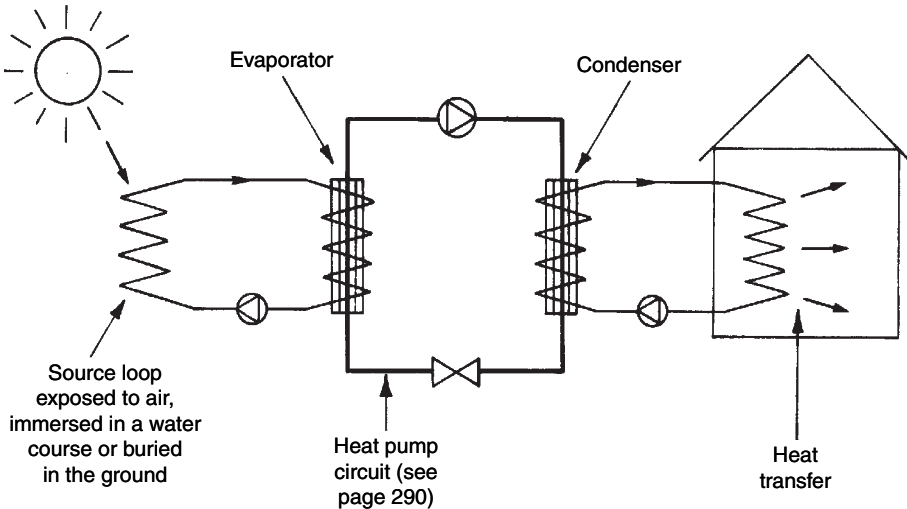 Evaporator
Condenser
Source loop
exposed to air,
immersed in a water
course or buried
in the ground
Heat pump
circuit (see
page 290)
Heat
transfer